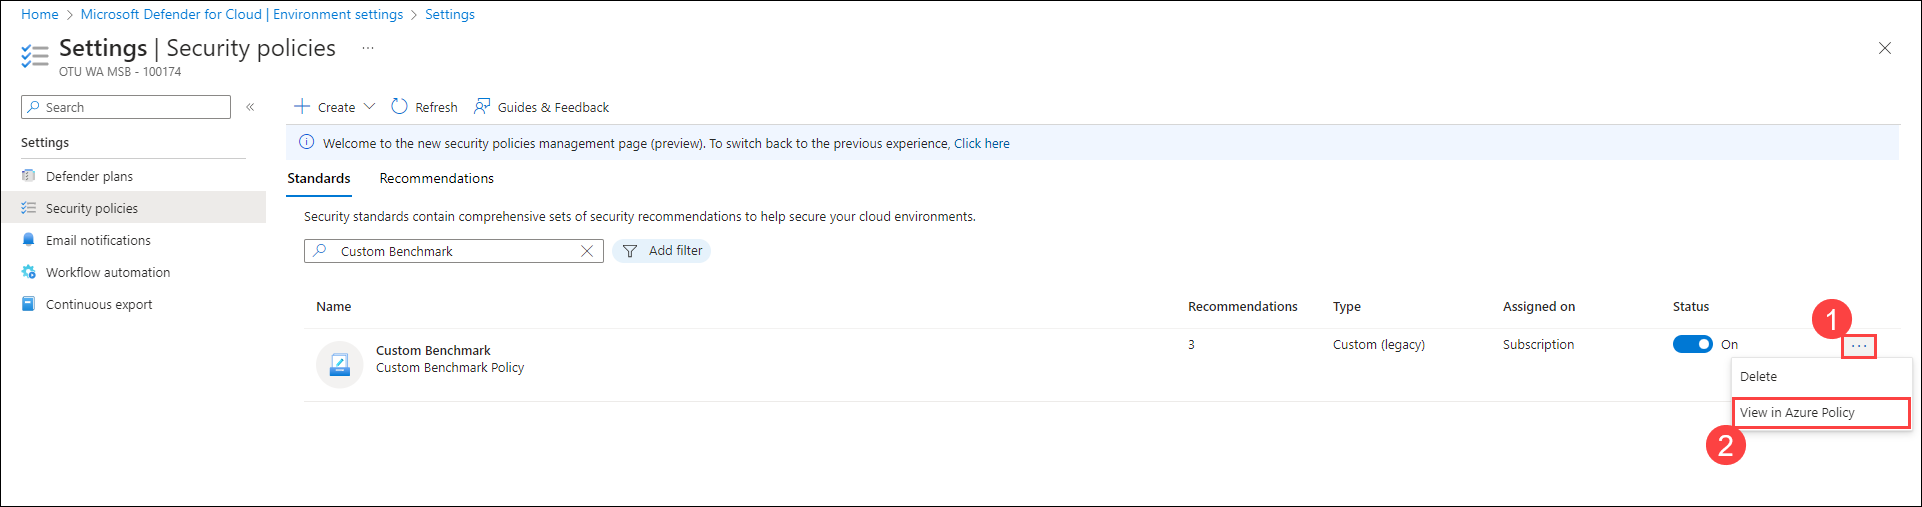 Home > Microsoft Defender for Cloud | Environment settings > Settings
Settings | Security policies ...
OTU WA MSB - 100174
Search «
Settings
Defender plans
Security policies
Email notifications
Workflow automation
Continuous export
Create Refresh Guides & Feedback
Welcome to the new security policies management page (preview). To switch back to the previous experience, Click here
Standards Recommendations
Security standards contain comprehensive sets of security recommendations to help secure your cloud environments.
Custom Benchmark Add filter
Name Recommendations Type Assigned on Status
1
Custom Benchmark 3 Custom (legacy) Subscription On ...
Custom Benchmark Policy
Delete
View in Azure Policy
2